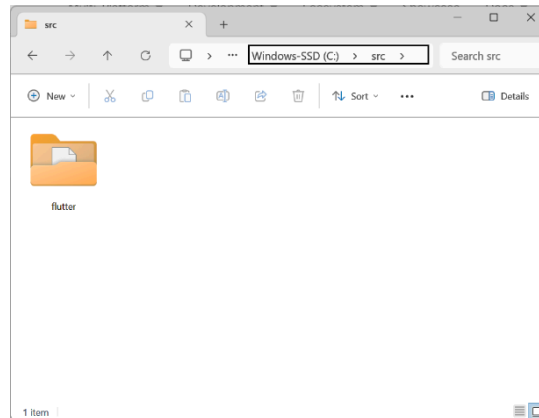 src
Windows-SSD (C:) > src >
Search src
New
Sort
Details
flutter
1 item